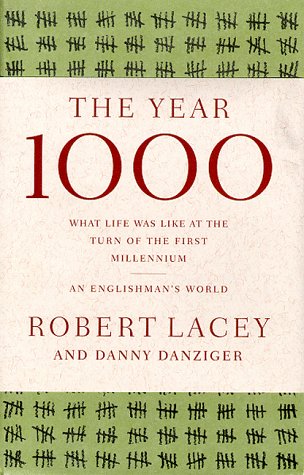 THE YEAR
1000
WHAT LIFE WAS LIKE AT THE
TURN OF THE FIRST
MILLENNIUM
AN ENGLISHMAN'S WORLD
ROBERT LACEY
AND DANNY DANZIGER